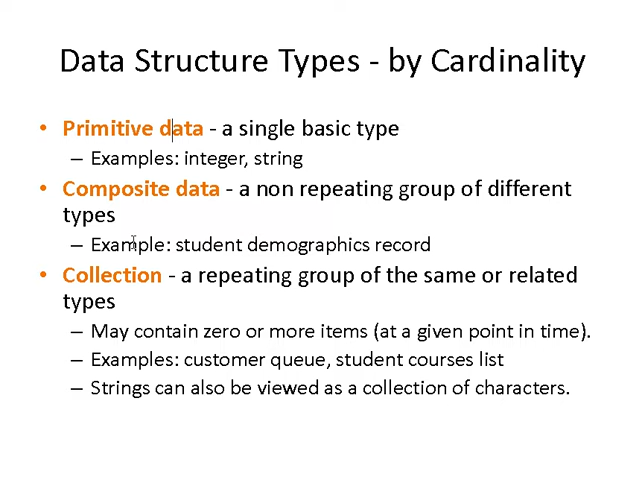 Data Structure Types - by Cardinality
• Primitive data - a single basic type
– Examples: integer, string
• Composite data - a non repeating group of different
types
– Example: student demographics record
• Collection - a repeating group of the same or related
types
– May contain zero or more items (at a given point in time).
– Examples: customer queue, student courses list
– Strings can also be viewed as a collection of characters.